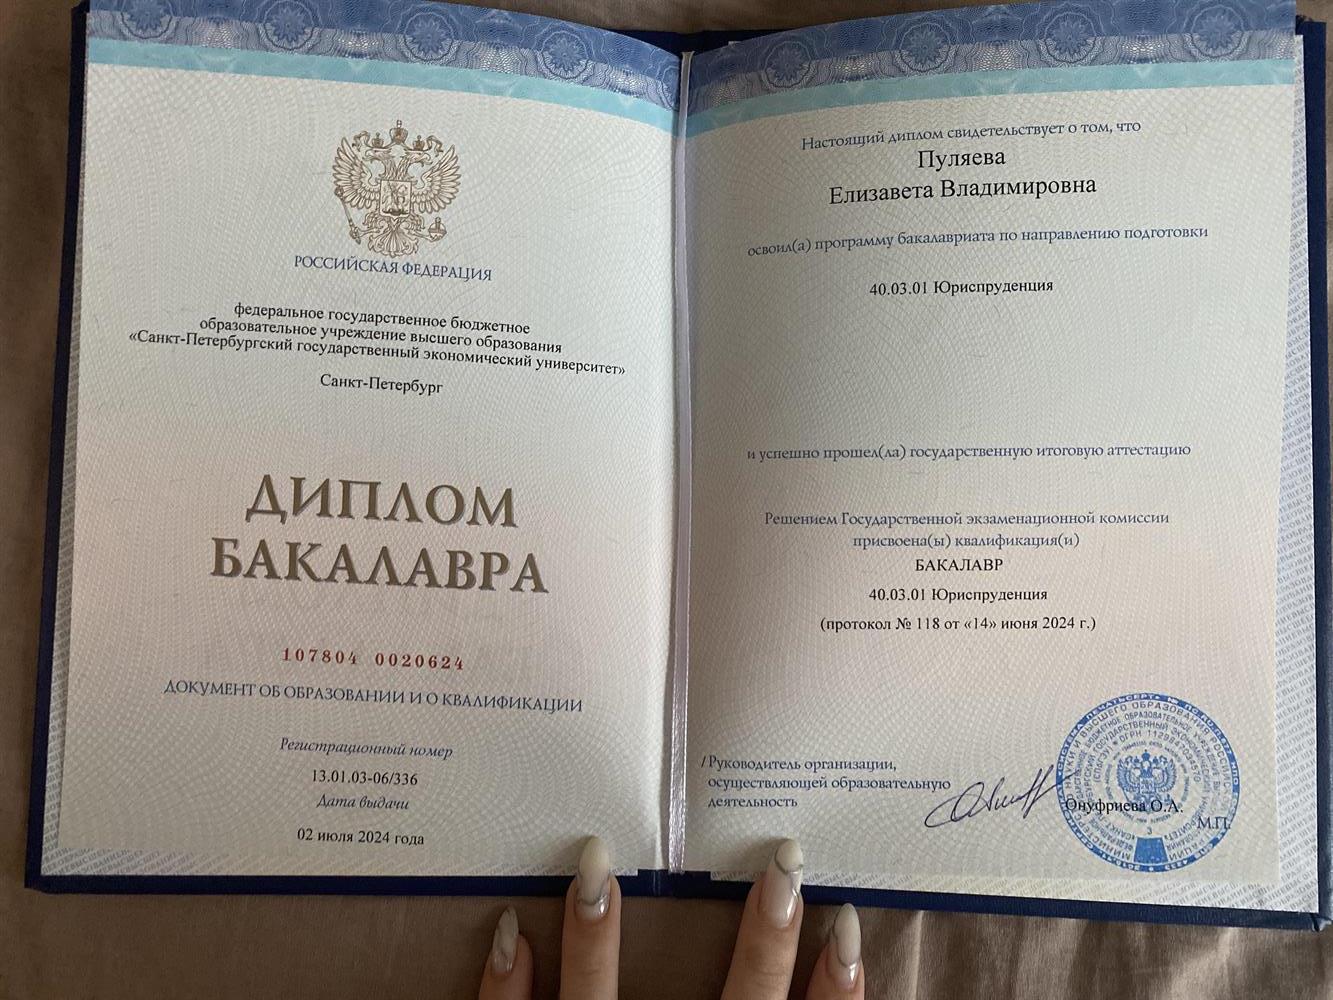 РОССИЙСКАЯ ФЕДЕРАЦИЯ
федеральное государственное бюджетное
образовательное учреждение высшего образования
«Санкт-Петербургский государственный экономический университет»
Санкт-Петербург
ДИПЛОМ
БАКАЛАВРА
107804 0020624
ДОКУМЕНТ ОБ ОБРАЗОВАНИИ И О КВАЛИФИКАЦИИ
Регистрационный номер
13.01.03-06/336
Дата выдачи
02 июля 2024 года
Настоящий диплом свидетельствует о том, что
Пуляева
Елизавета Владимировна
освоил(а) программу бакалавриата по направлению подготовки
40.03.01 Юриспруденция
и успешно прошел(ла) государственную итоговую аттестацию
Решением Государственной экзаменационной комиссии
присвоена(ы) квалификация(и)
БАКАЛАВР
40.03.01 Юриспруденция
(протокол № 118 от «14» июня 2024 г.)
/Руководитель организации,
осуществляющей образовательную
деятельность
Онуфриева О.А.
М.П.